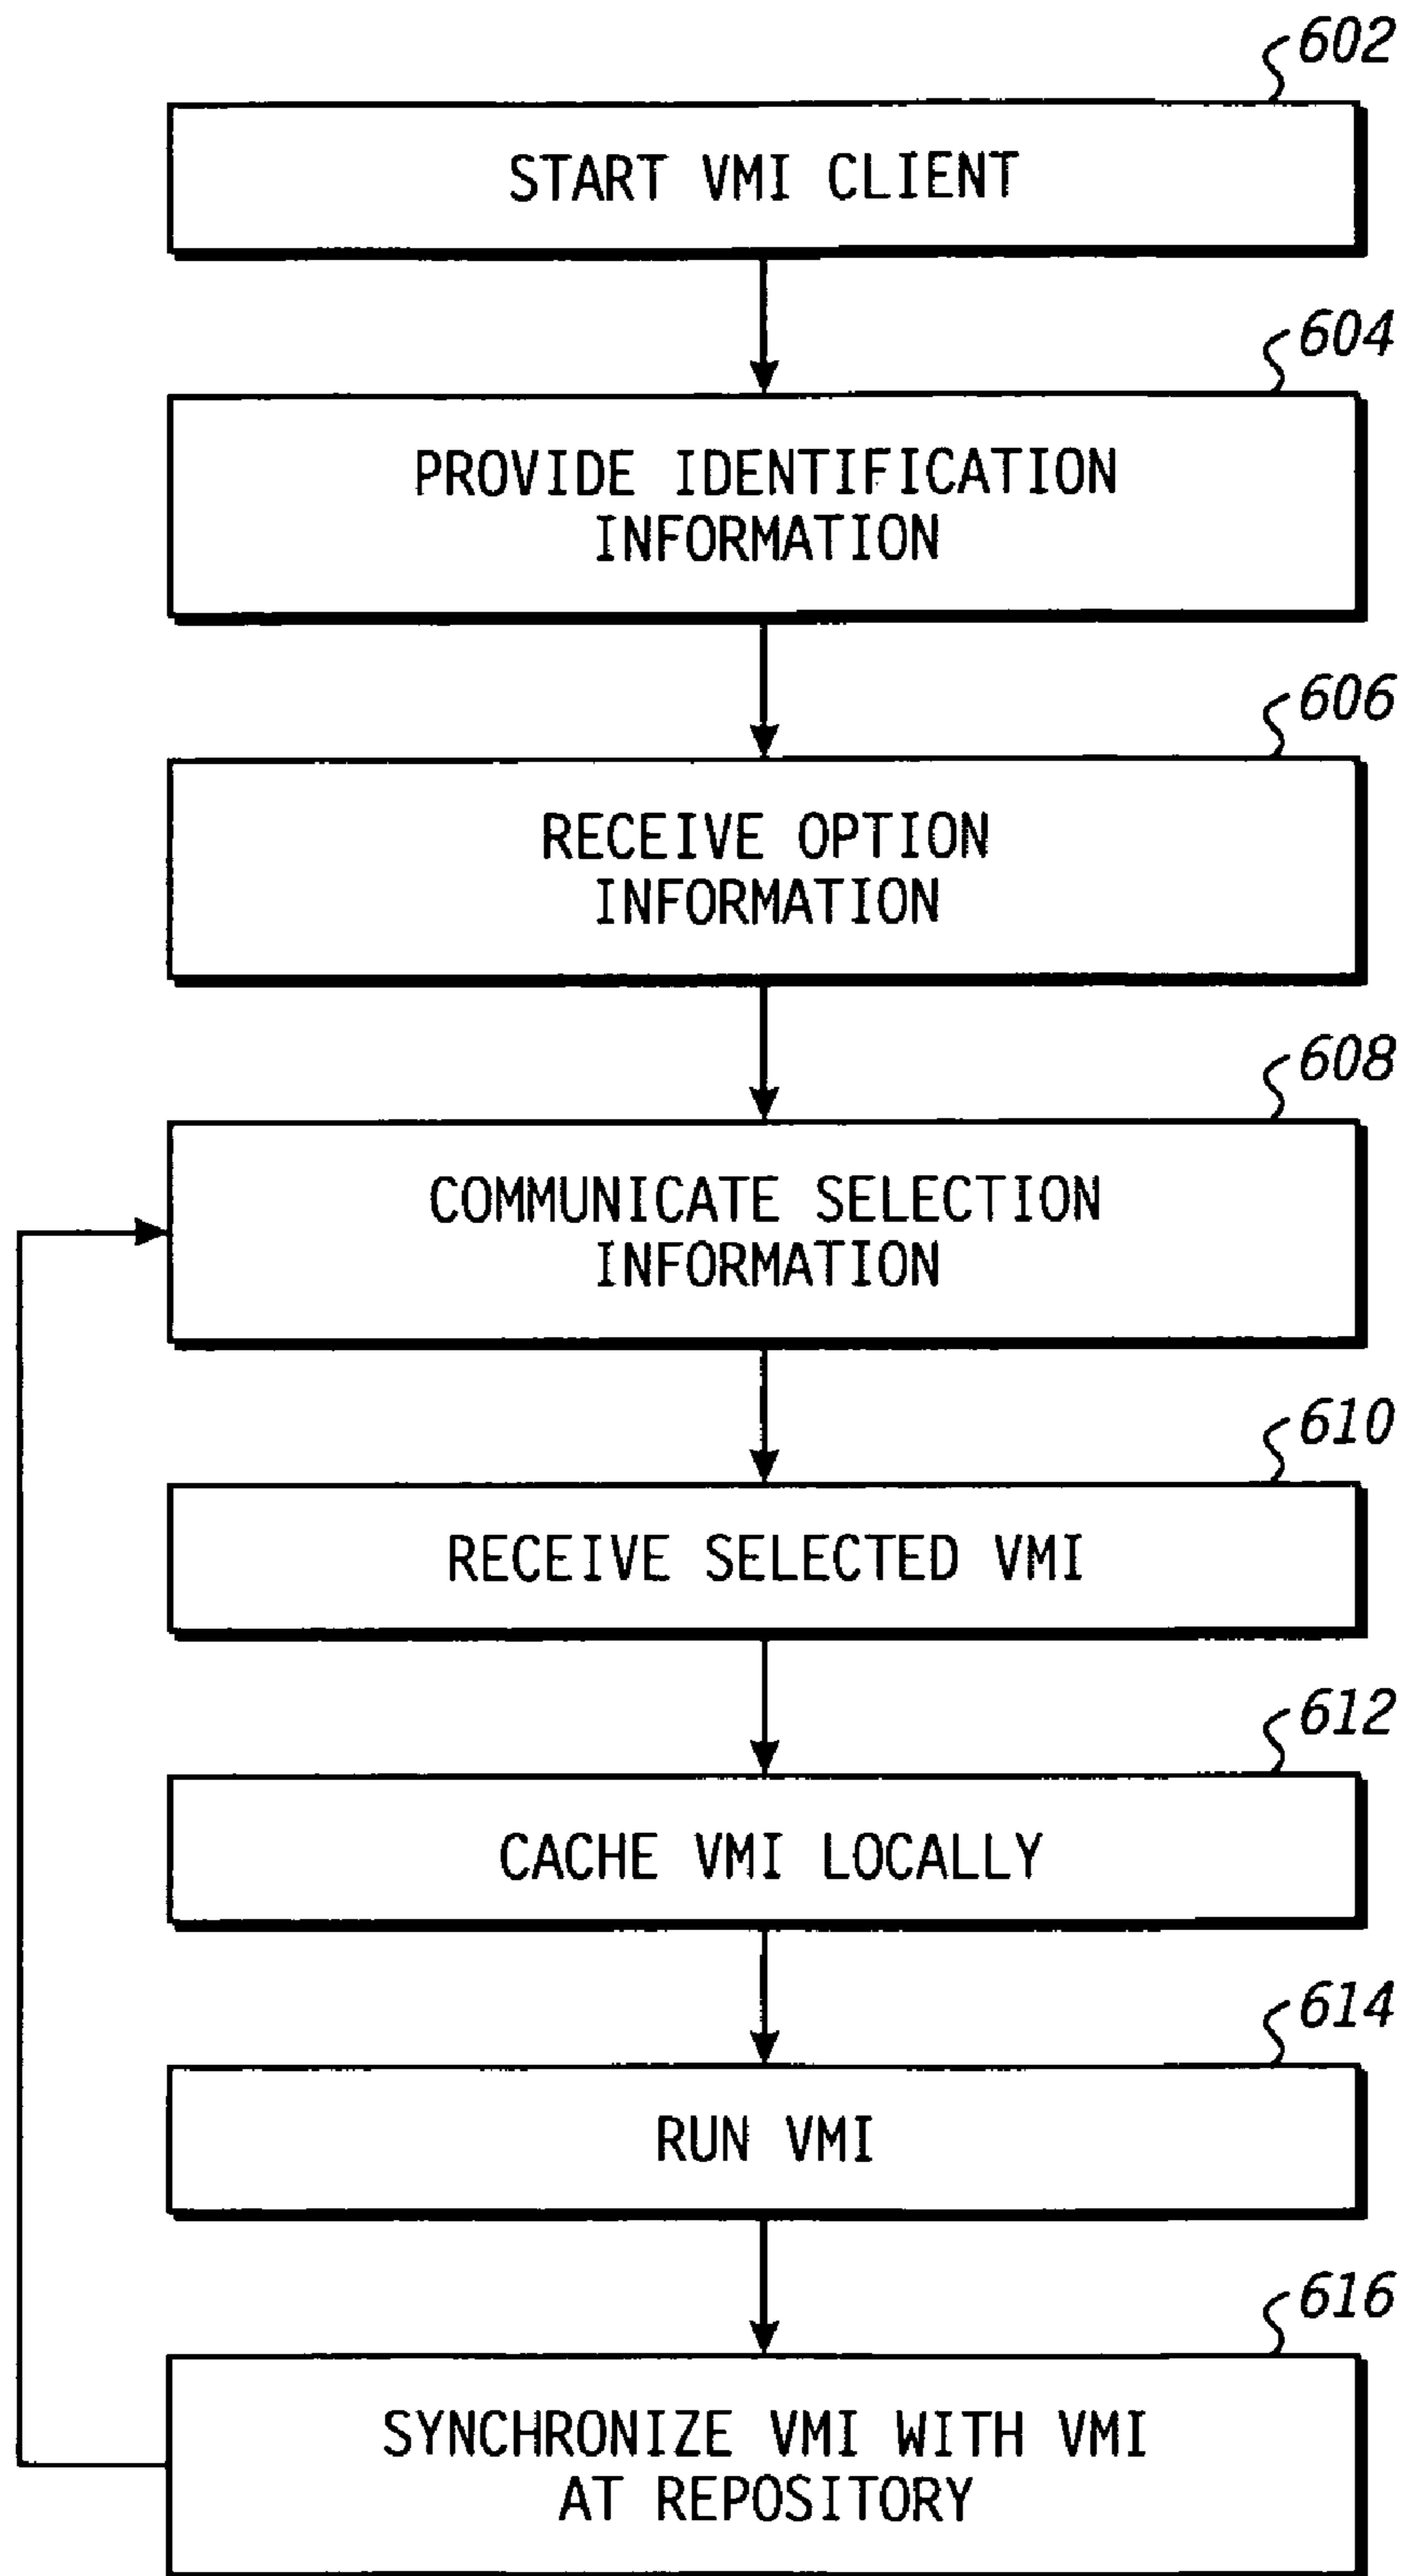 602
START VMI CLIENT
604
PROVIDE IDENTIFICATION
INFORMATION
606
RECEIVE OPTION
INFORMATION
608
COMMUNICATE SELECTION
INFORMATION
610
RECEIVE SELECTED VMI
612
CACHE VMI LOCALLY
614
RUN VMI
616
SYNCHRONIZE VMI WITH VMI
AT REPOSITORY